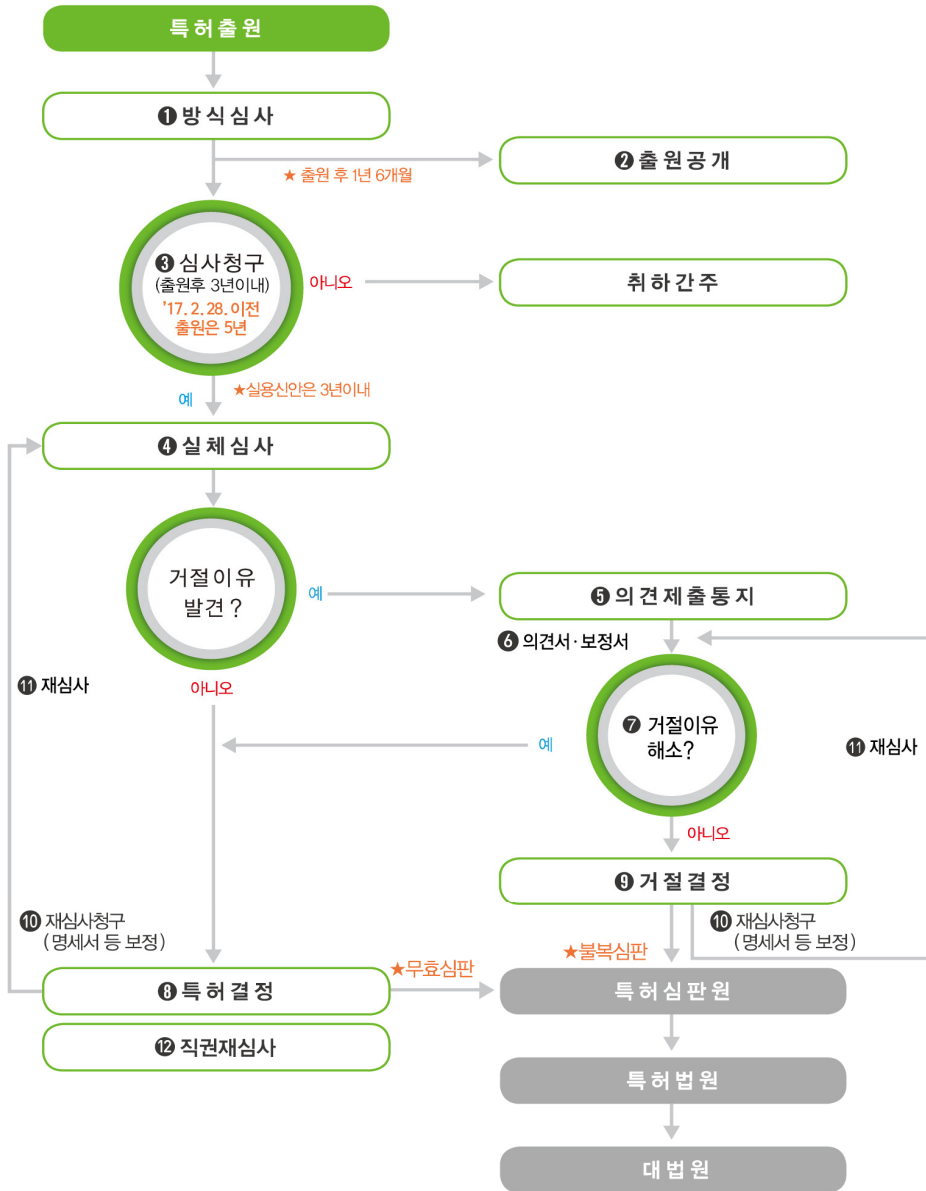 특허출원
❶ 방식심사
❷ 출원공개
★ 출원 후 1년 6개월
❸ 심사청구
(출원후 3년이내)
'17. 2. 28. 이전
출원은 5년
아니오
취하간주
예
★실용신안은 3년이내
❹ 실체심사
거절이유
발견?
예
❺ 의견제출통지
❻ 의견서·보정서
⓫ 재심사
아니오
❼ 거절이유
해소?
예
⓫ 재심사
아니오
❾ 거절결정
❿ 재심사청구
(명세서 등 보정)
❿ 재심사청구
(명세서 등 보정)
★불복심판
★무효심판
❽ 특허결정
특허심판원
⓬ 직권재심사
특허법원
대법원